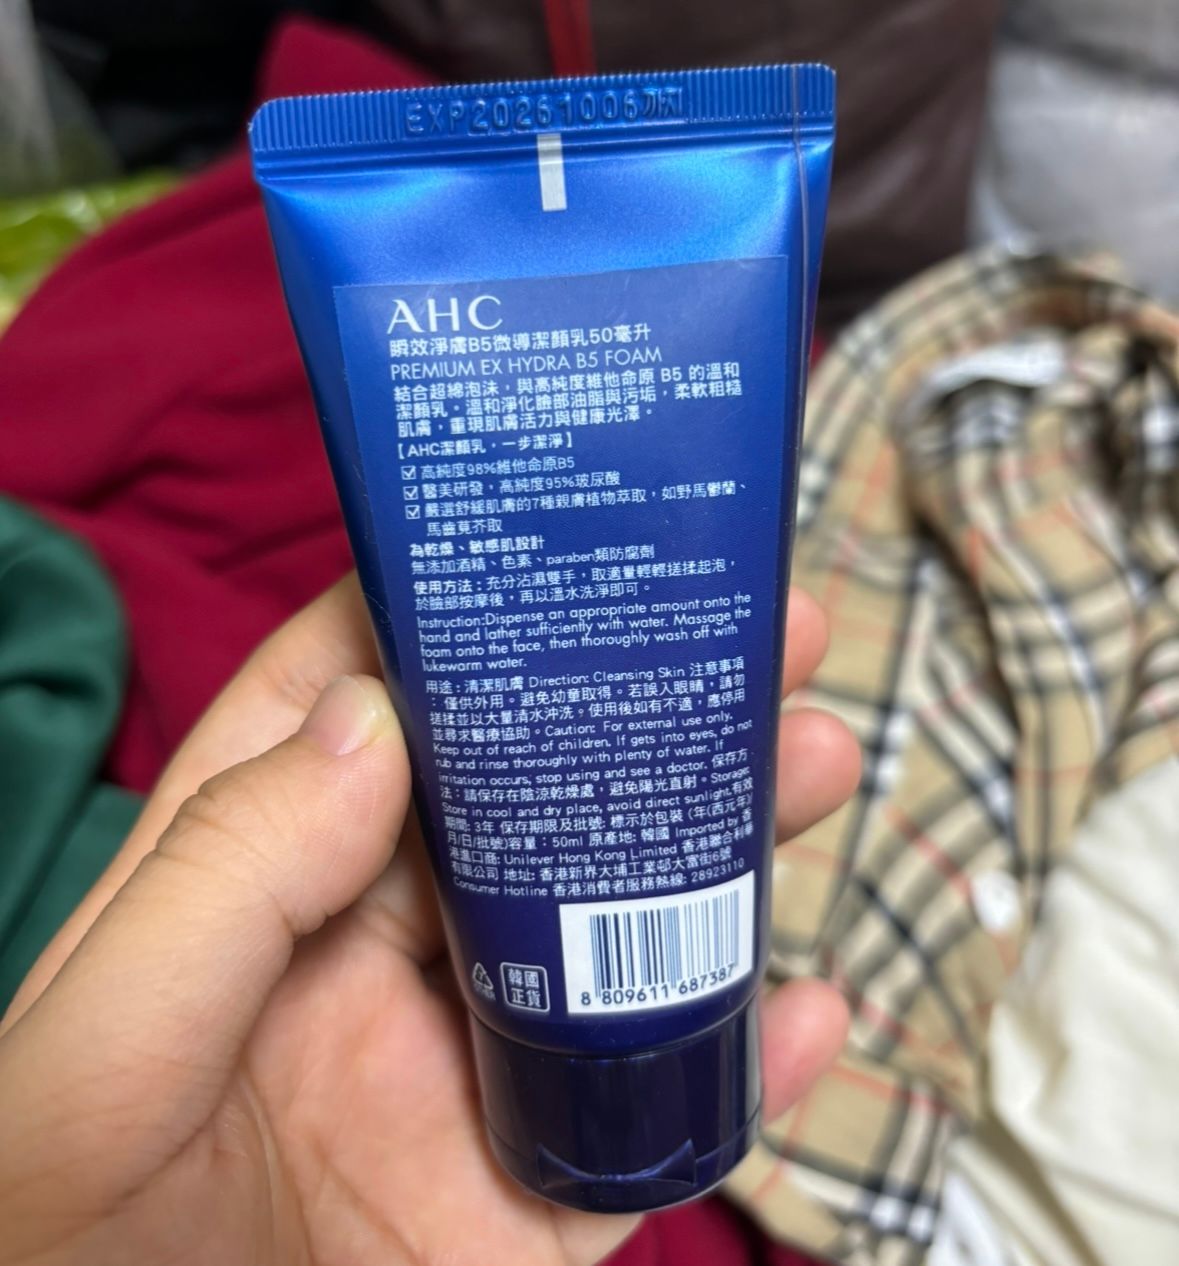 EXP20261006까지
AHC
瞬效淨膚B5微導潔顏乳50毫升
PREMIUM EX HYDRA B5 FOAM
結合超綿泡沫，與高純度維他命原 B5 的溫和
潔顏乳。溫和淨化臉部油脂與污垢，柔軟粗糙
肌膚，重現肌膚活力與健康光澤。
【AHC潔顏乳，一步潔淨】
☑ 高純度98%維他命原B5
☑ 醫美研發，高純度95%玻尿酸
☑ 嚴選舒緩肌膚的7種親膚植物萃取，如野馬鬱蘭、
馬齒莧萃取
為乾燥、敏感肌設計
無添加酒精、色素、paraben類防腐劑
使用方法：充分沾濕雙手，取適量輕輕搓揉起泡，
於臉部按摩後，再以溫水洗淨即可。
Instruction:Dispense an appropriate amount onto the
hand and lather sufficiently with water. Massage the
foam onto the face, then thoroughly wash off with
lukewarm water.
用途：清潔肌膚 Direction: Cleansing Skin 注意事項
：僅供外用。避免幼童取得。若誤入眼睛，請勿
搓揉並以大量清水沖洗。使用後如有不適，應停用
並尋求醫療協助。Caution: For external use only.
Keep out of reach of children. If gets into eyes, do not
rub and rinse thoroughly with plenty of water. If
irritation occurs, stop using and see a doctor. 保存方
法：請保存在陰涼乾燥處，避免陽光直射。Storage:
Store in cool and dry place, avoid direct sunlight.有效
期間: 3年 保存期限及批號: 標示於包裝 (年(西元年)/
月/日/批號)容量：50ml 原產地: 韓國 Imported by 香
港進口商: Unilever Hong Kong Limited 香港聯合利華
有限公司 地址: 香港新界大埔工業邨大富街6號
Consumer Hotline 香港消費者服務熱線: 28923110
韓國
正貨
8 809611 687387